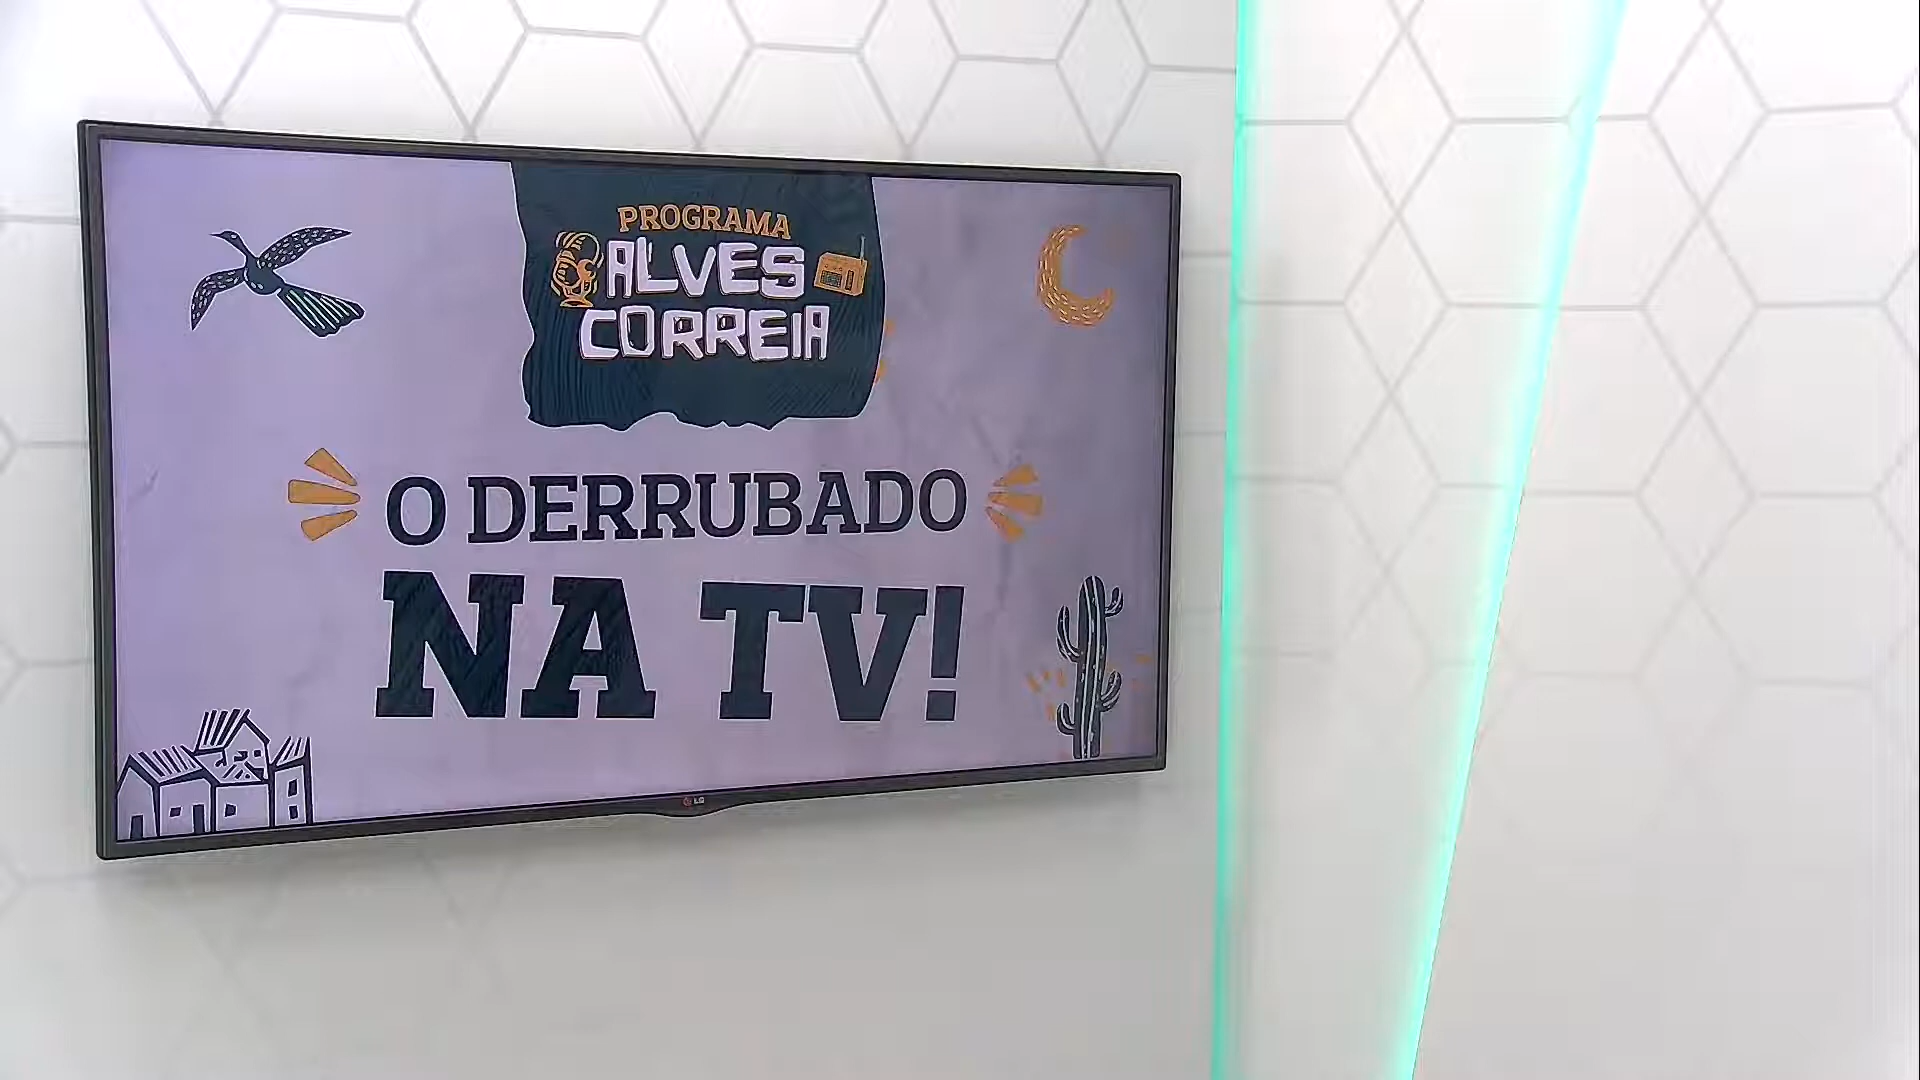 PROGRAMA
ALVES
CORREIA
O DERRUBADO
NA TV!
LG